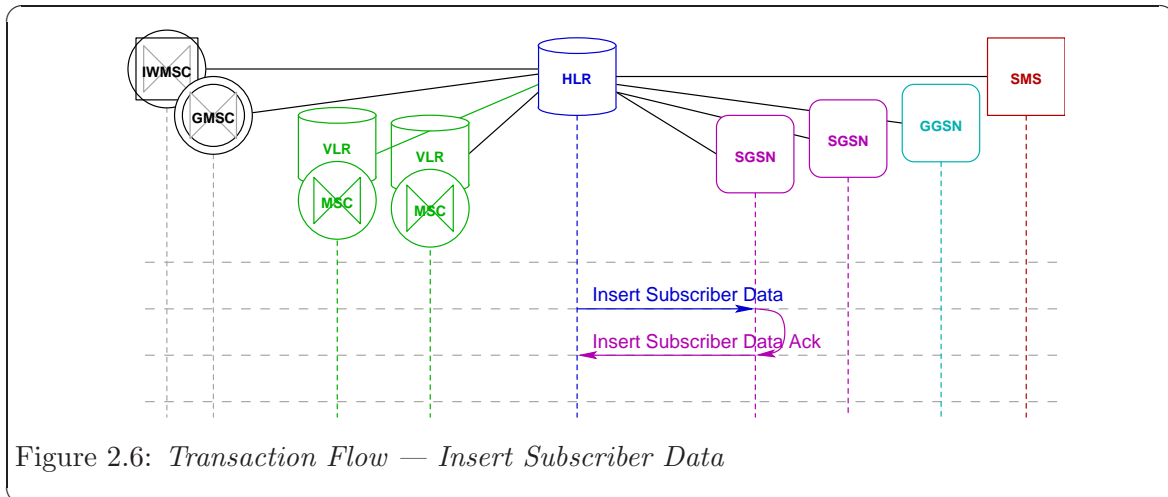 IWMSC
HLR
SMS
GMSC
GGSN
SGSN
VLR
VLR
SGSN
MSC
MSC
Insert Subscriber Data
Insert Subscriber Data Ack
Figure 2.6: Transaction Flow — Insert Subscriber Data